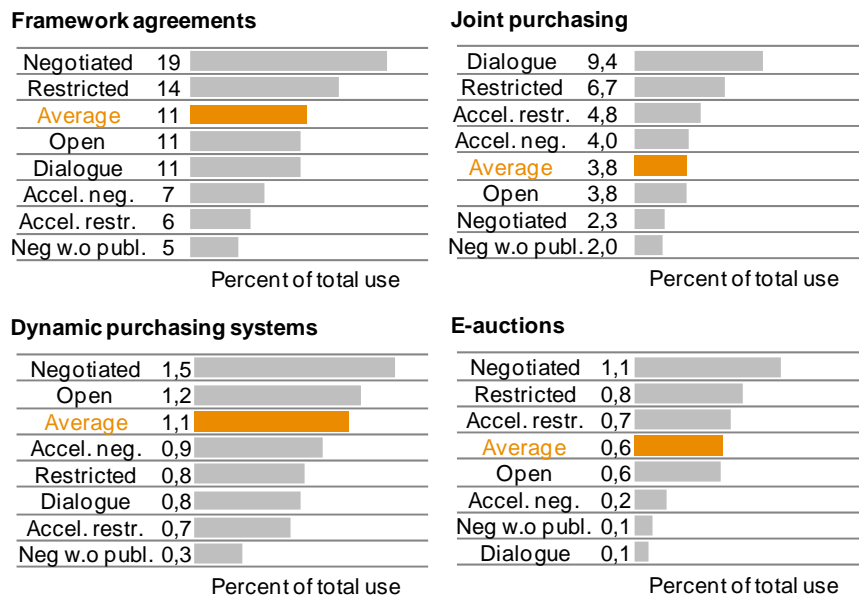 Framework agreements
Negotiated 19
Restricted 14
Average 11
Open 11
Dialogue 11
Accel. neg. 7
Accel. restr. 6
Neg w.o publ. 5
Percent of total use
Joint purchasing
Dialogue 9,4
Restricted 6,7
Accel. restr. 4,8
Accel. neg. 4,0
Average 3,8
Open 3,8
Negotiated 2,3
Neg w.o publ. 2,0
Percent of total use
Dynamic purchasing systems
Negotiated 1,5
Open 1,2
Average 1,1
Accel. neg. 0,9
Restricted 0,8
Dialogue 0,8
Accel. restr. 0,7
Neg w.o publ. 0,3
Percent of total use
E-auctions
Negotiated 1,1
Restricted 0,8
Accel. restr. 0,7
Average 0,6
Open 0,6
Accel. neg. 0,2
Neg w.o publ. 0,1
Dialogue 0,1
Percent of total use